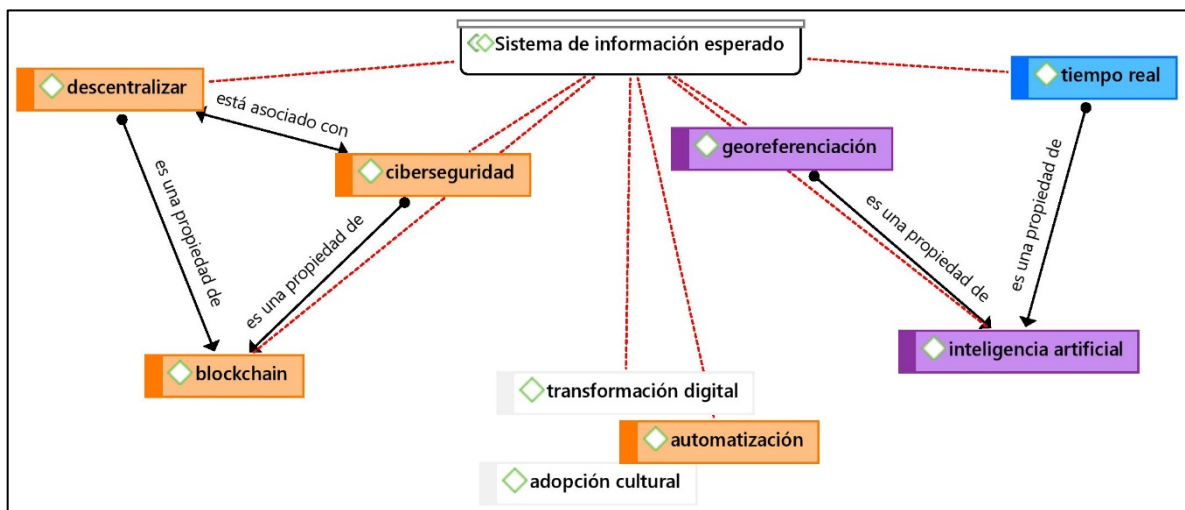 Sistema de información esperado
descentralizar
tiempo real
está asociado con
georeferenciación
ciberseguridad
es una propiedad de
es una propiedad de
es una propiedad de
es una propiedad de
inteligencia artificial
blockchain
transformación digital
automatización
adopción cultural